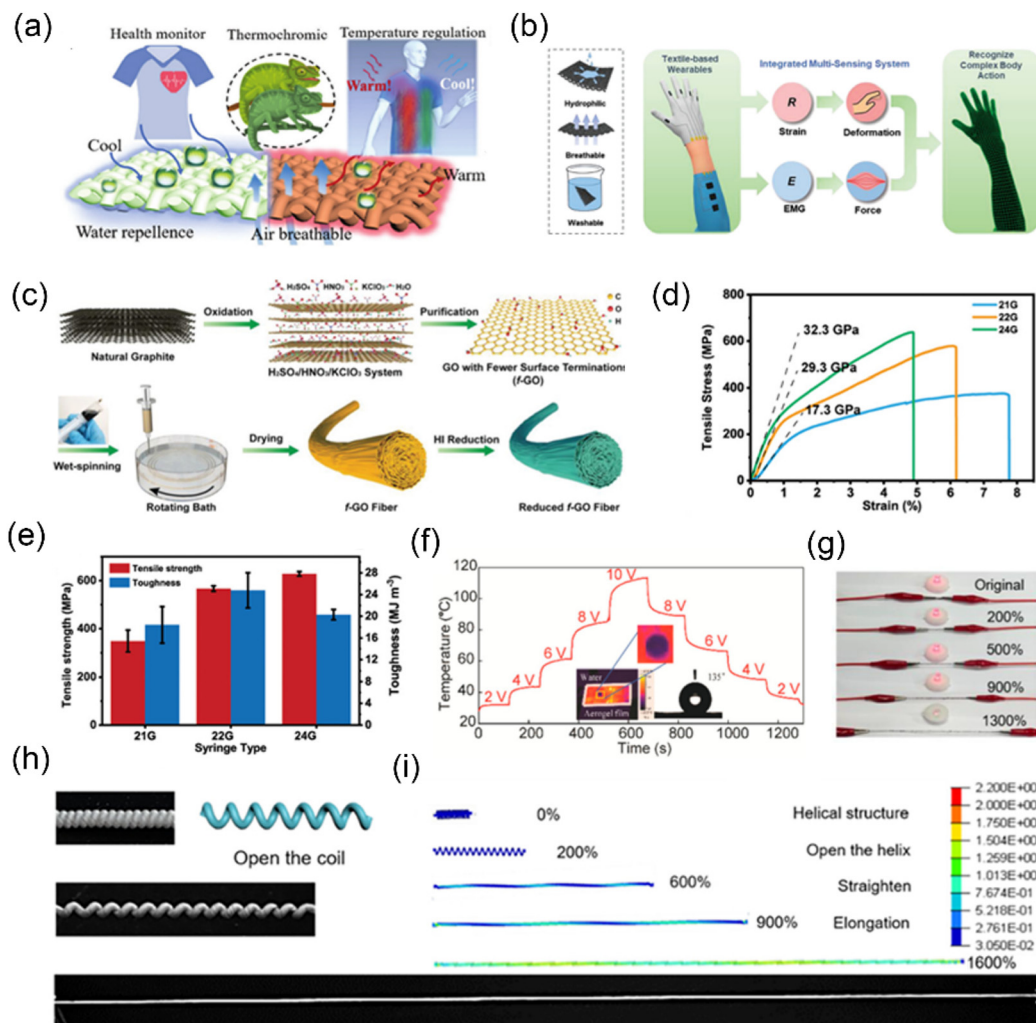 (a)
Health monitor
Thermochromic
Temperature regulation
Warm!
Cool!
Cool
Warm
Water repellence
Air breathable
(b)
Hydrophilic
Breathable
Washable
Textile-based
Wearables
Integrated Multi-Sensing System
R
Strain
Deformation
E
EMG
Force
Recognize
Complex Body
Action
(c)
Natural Graphite
Oxidation
H₂SO₄ HNO₃ KClO₃ H₂O
H₂SO₄/HNO₃/KClO₃ System
Purification
C
O
H
GO with Fewer Surface Terminations
(f-GO)
Wet-spinning
Rotating Bath
Drying
f-GO Fiber
HI Reduction
Reduced f-GO Fiber
(d)
Tensile Stress (MPa)
800
600
400
200
0
32.3 GPa
29.3 GPa
17.3 GPa
21G
22G
24G
0 1 2 3 4 5 6 7 8
Strain (%)
(e)
Tensile strength (MPa)
600
400
200
0
Tensile strength
Toughness
28
24
20
16
12
8
4
0
Toughness (MJ m⁻³)
21G 22G 24G
Syringe Type
(f)
Temperature (°C)
120
100
80
60
40
20
2 V
4 V
6 V
8 V
10 V
8 V
6 V
4 V
2 V
Water
Aerogel film
135°
0 200 400 600 800 1000 1200
Time (s)
(g)
Original
200%
500%
900%
1300%
(h)
Open the coil
(i)
0%
Helical structure
200%
Open the helix
600%
Straighten
900%
Elongation
1600%
2.200E+00
2.000E+00
1.750E+00
1.504E+00
1.259E+00
1.013E+00
7.674E-01
5.218E-01
2.761E-01
3.050E-02